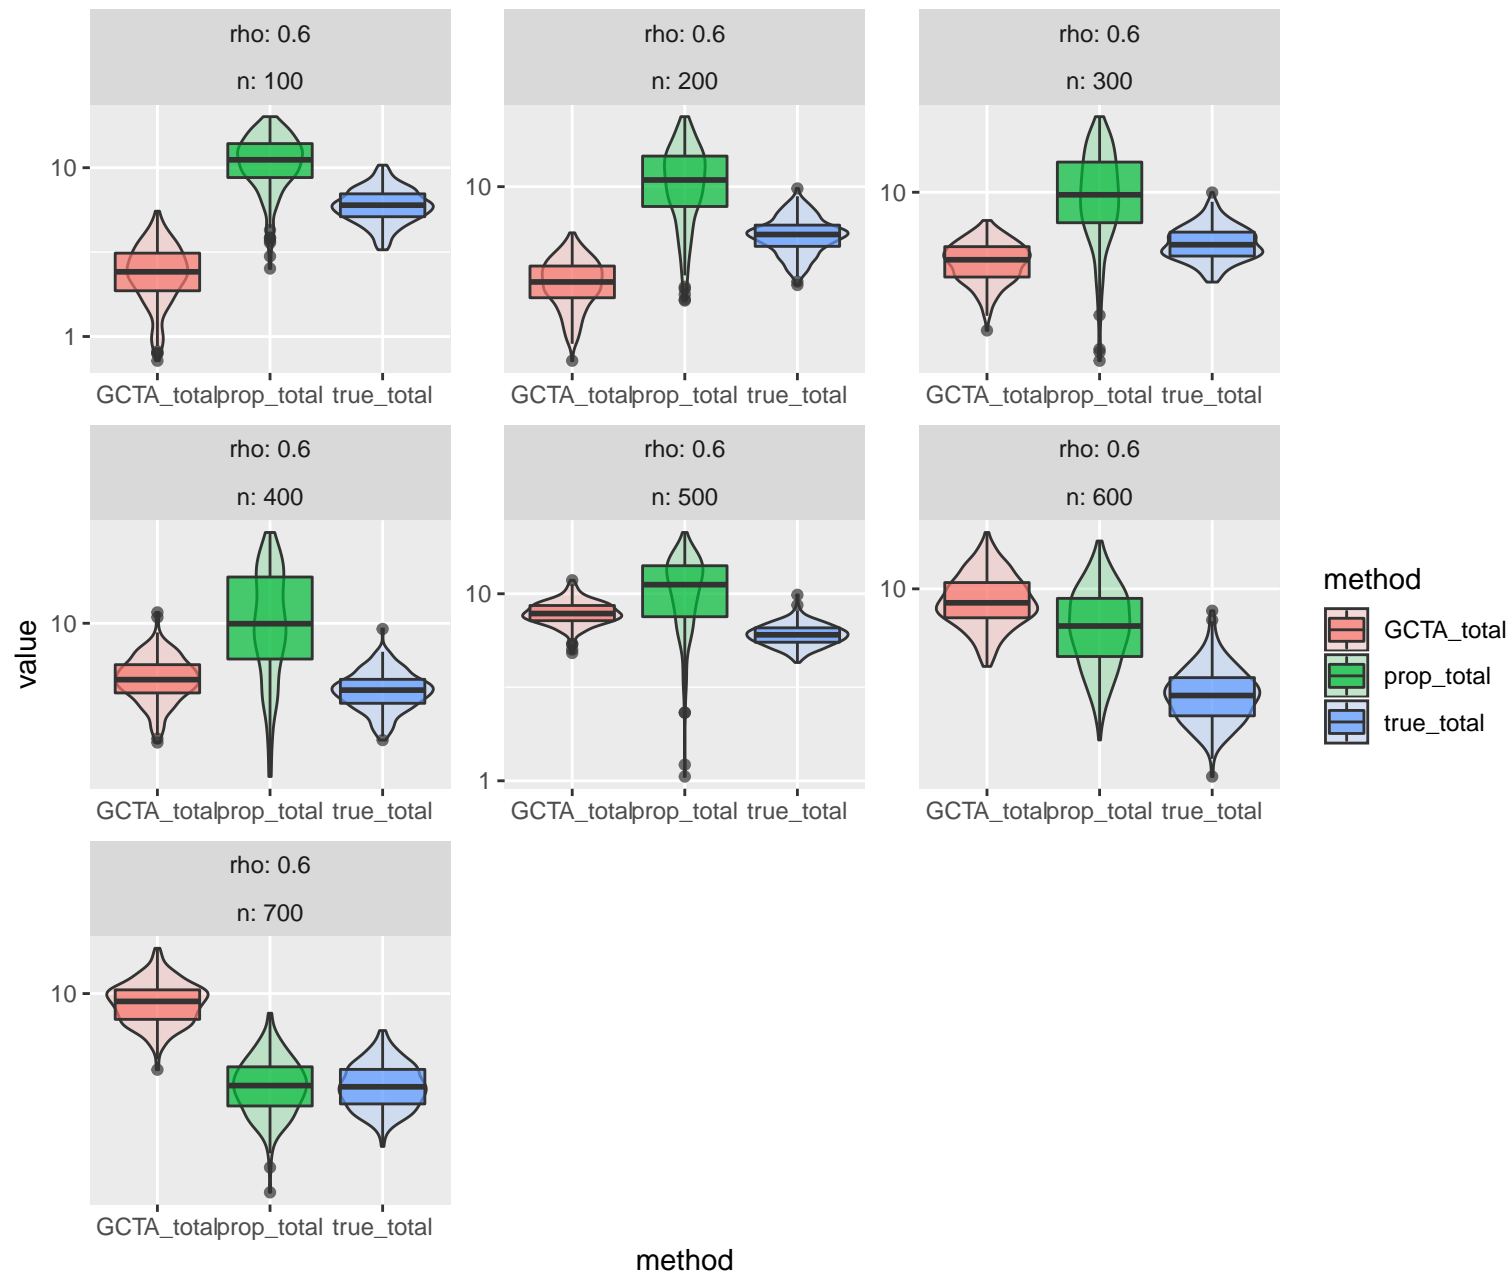 rho: 0.6
n: 100
rho: 0.6
n: 200
rho: 0.6
n: 300
10
1
10
10
GCTA_total prop_total true_total
GCTA_total prop_total true_total
GCTA_total prop_total true_total
rho: 0.6
n: 400
rho: 0.6
n: 500
rho: 0.6
n: 600
10
10
1
10
GCTA_total prop_total true_total
GCTA_total prop_total true_total
GCTA_total prop_total true_total
rho: 0.6
n: 700
10
GCTA_total prop_total true_total
value
method
method
GCTA_total
prop_total
true_total